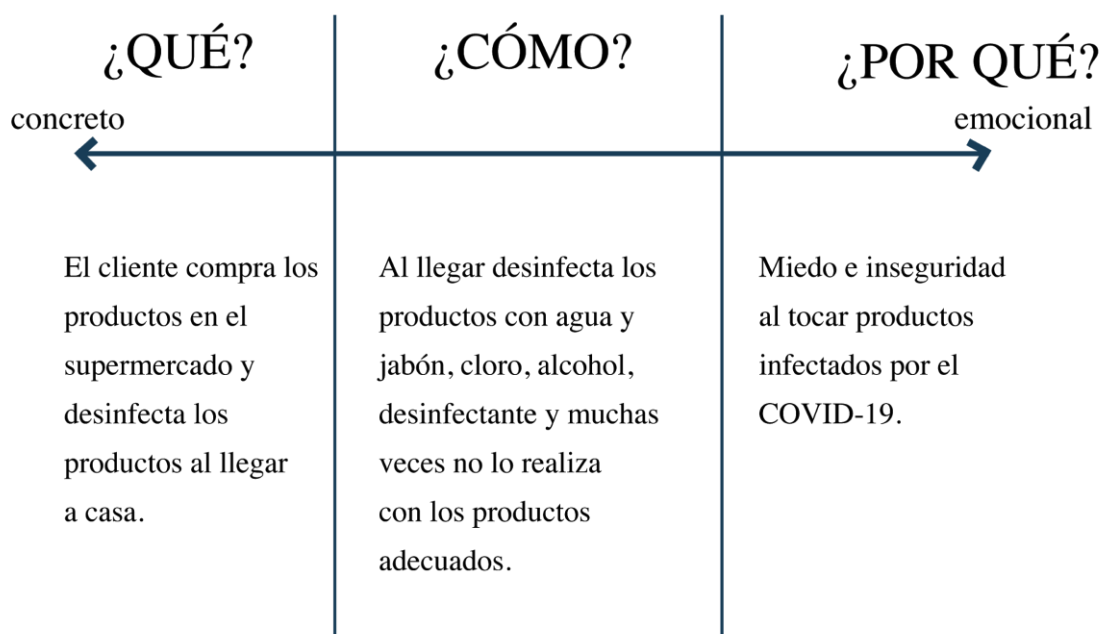 ¿QUÉ?
¿CÓMO?
¿POR QUÉ?
concreto
emocional
El cliente compra los
productos en el
supermercado y
desinfecta los
productos al llegar
a casa.
Al llegar desinfecta los
productos con agua y
jabón, cloro, alcohol,
desinfectante y muchas
veces no lo realiza
con los productos
adecuados.
Miedo e inseguridad
al tocar productos
infectados por el
COVID-19.